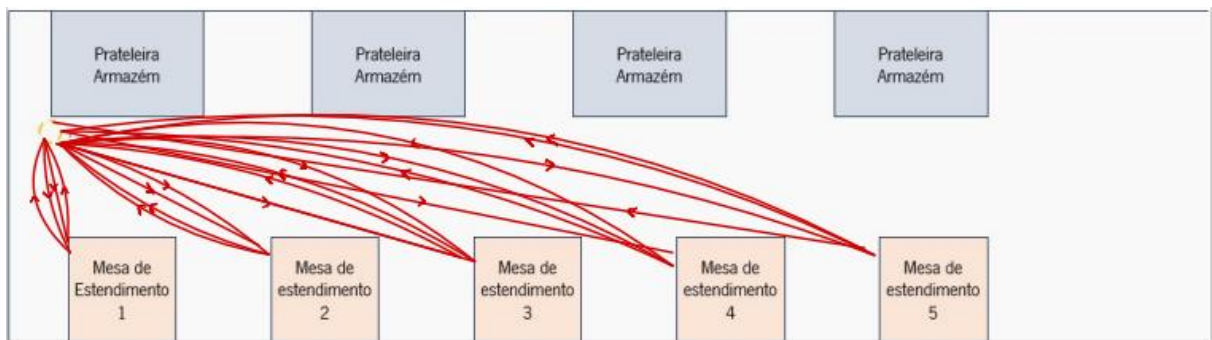 Prateleira
Armazém
Prateleira
Armazém
Prateleira
Armazém
Prateleira
Armazém
Mesa de
Estendimento
1
Mesa de
estendimento
2
Mesa de
estendimento
3
Mesa de
estendimento
4
Mesa de
estendimento
5